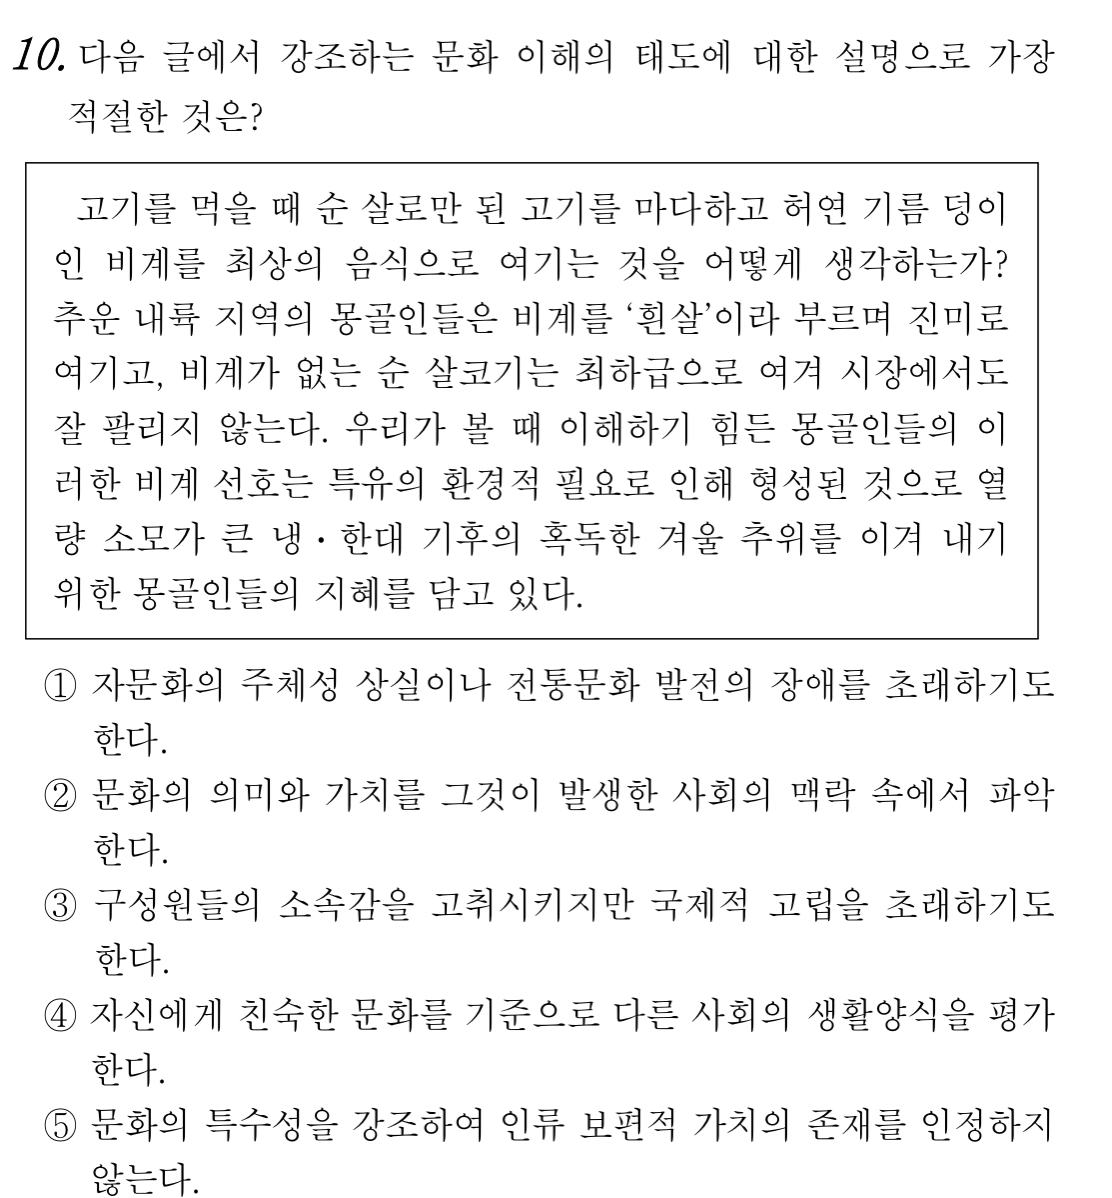 10. 다음 글에서 강조하는 문화 이해의 태도에 대한 설명으로 가장
적절한 것은?
고기를 먹을 때 순 살로만 된 고기를 마다하고 허연 기름 덩이
인 비계를 최상의 음식으로 여기는 것을 어떻게 생각하는가?
추운 내륙 지역의 몽골인들은 비계를 ‘흰살’이라 부르며 진미로
여기고, 비계가 없는 순 살코기는 최하급으로 여겨 시장에서도
잘 팔리지 않는다. 우리가 볼 때 이해하기 힘든 몽골인들의 이
러한 비계 선호는 특유의 환경적 필요로 인해 형성된 것으로 열
량 소모가 큰 냉·한대 기후의 혹독한 겨울 추위를 이겨 내기
위한 몽골인들의 지혜를 담고 있다.
① 자문화의 주체성 상실이나 전통문화 발전의 장애를 초래하기도
한다.
② 문화의 의미와 가치를 그것이 발생한 사회의 맥락 속에서 파악
한다.
③ 구성원들의 소속감을 고취시키지만 국제적 고립을 초래하기도
한다.
④ 자신에게 친숙한 문화를 기준으로 다른 사회의 생활양식을 평가
한다.
⑤ 문화의 특수성을 강조하여 인류 보편적 가치의 존재를 인정하지
않는다.